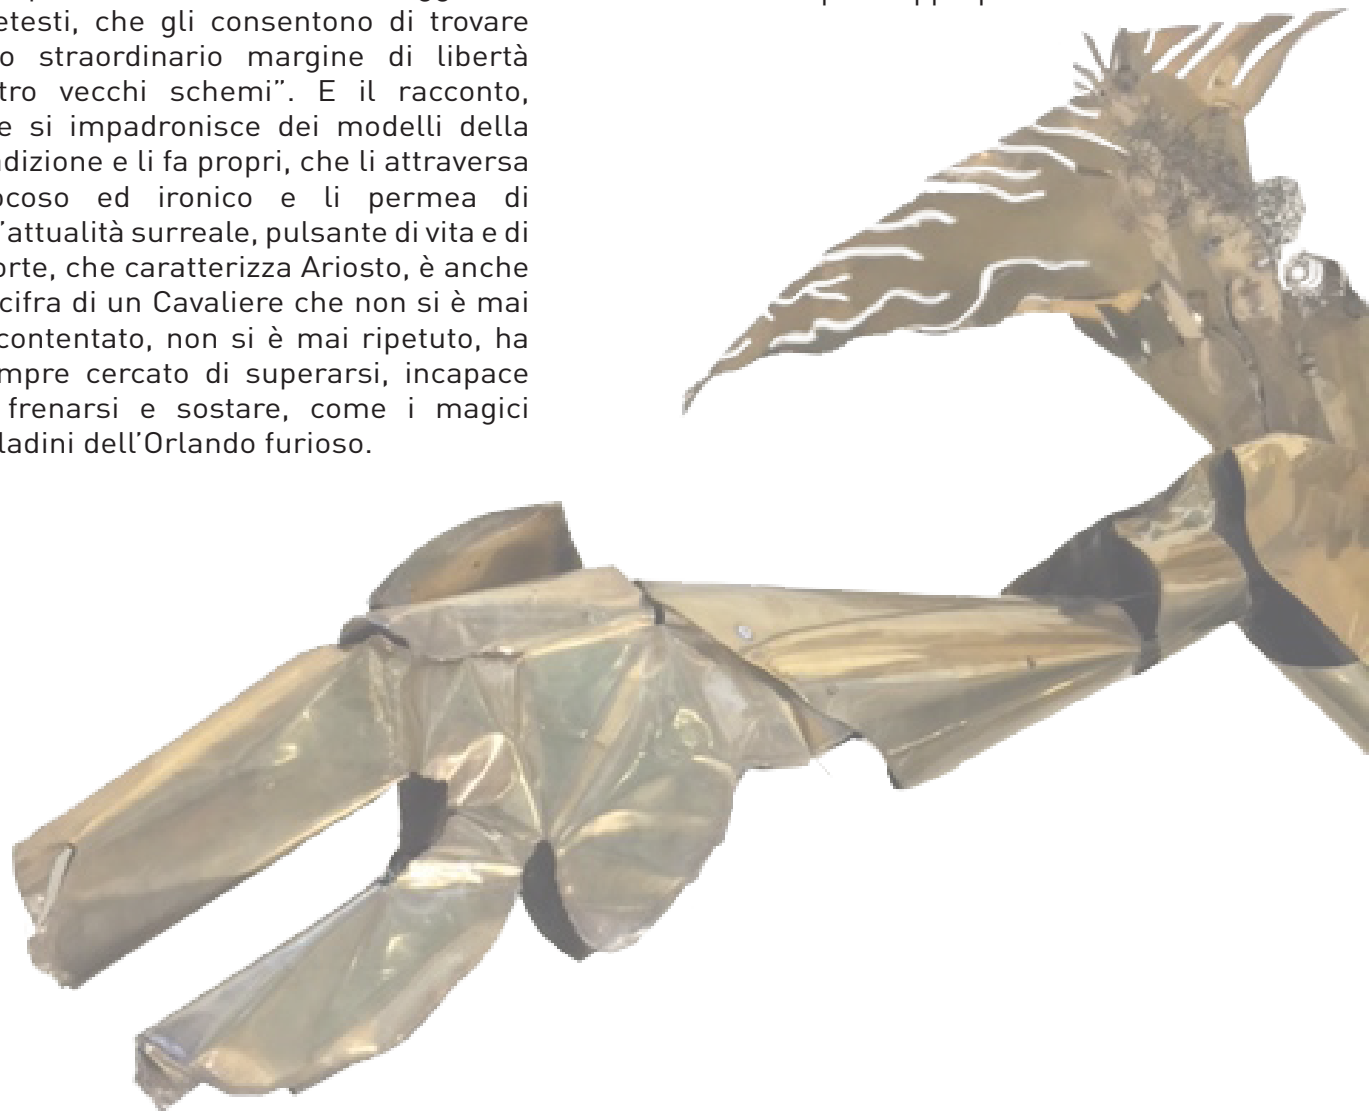 etesti, che gli consentono di trovare
o straordinario margine di libertà
tro vecchi schemi”. E il racconto,
e si impadronisce dei modelli della
dizione e li fa propri, che li attraversa
ocoso ed ironico e li permea di
’attualità surreale, pulsante di vita e di
orte, che caratterizza Ariosto, è anche
cifra di un Cavaliere che non si è mai
contentato, non si è mai ripetuto, ha
mpre cercato di superarsi, incapace
frenarsi e sostare, come i magici
ladini dell’Orlando furioso.